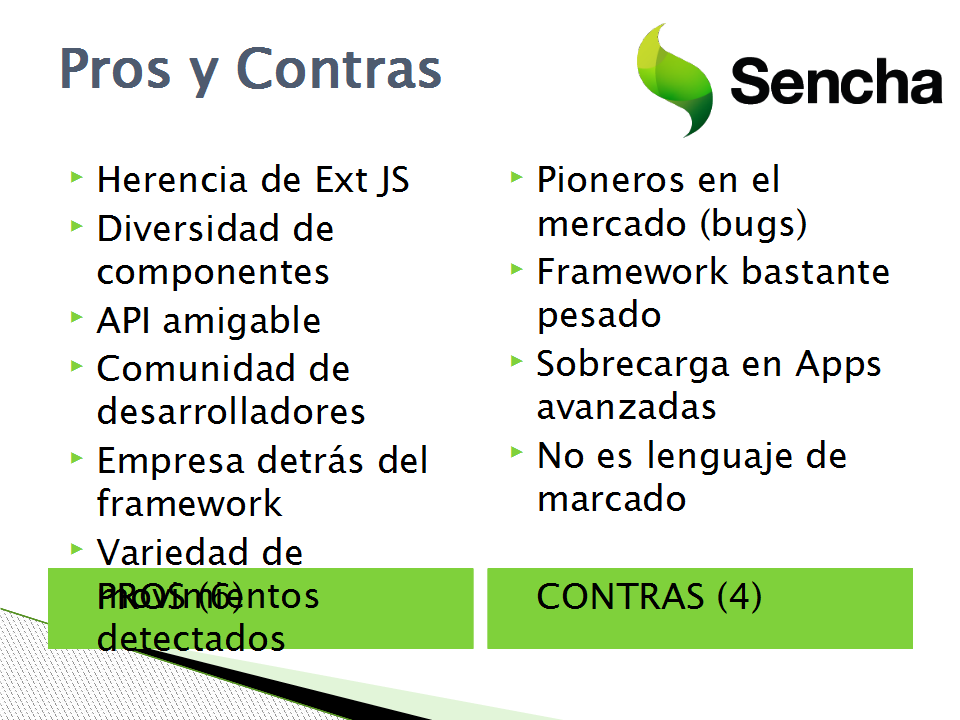 Pros y Contras
Sencha
Herencia de Ext JS
Diversidad de
componentes
API amigable
Comunidad de
desarrolladores
Empresa detrás del
framework
Variedad de
movimientos
detectados
PROS (6)
Pioneros en el
mercado (bugs)
Framework bastante
pesado
Sobrecarga en Apps
avanzadas
No es lenguaje de
marcado
CONTRAS (4)